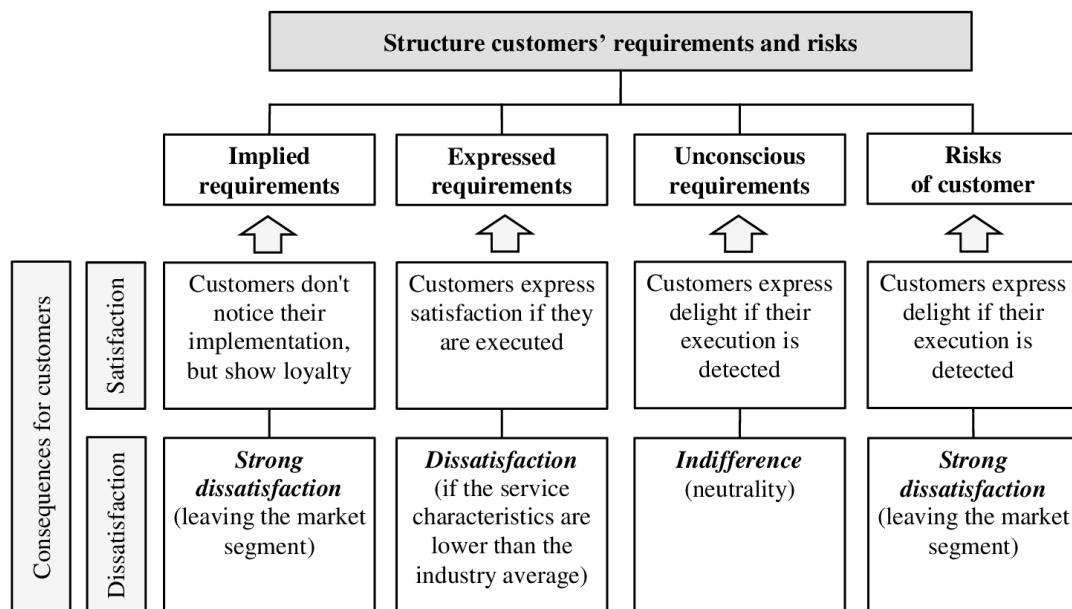 Structure customers' requirements and risks
Implied
requirements
Expressed
requirements
Unconscious
requirements
Risks
of customer
Consequences for customers
Satisfaction
Customers don't
notice their
implementation,
but show loyalty
Customers express
satisfaction if they
are executed
Customers express
delight if their
execution is
detected
Customers express
delight if their
execution is
detected
Dissatisfaction
Strong
dissatisfaction
(leaving the market
segment)
Dissatisfaction
(if the service
characteristics are
lower than the
industry average)
Indifference
(neutrality)
Strong
dissatisfaction
(leaving the market
segment)